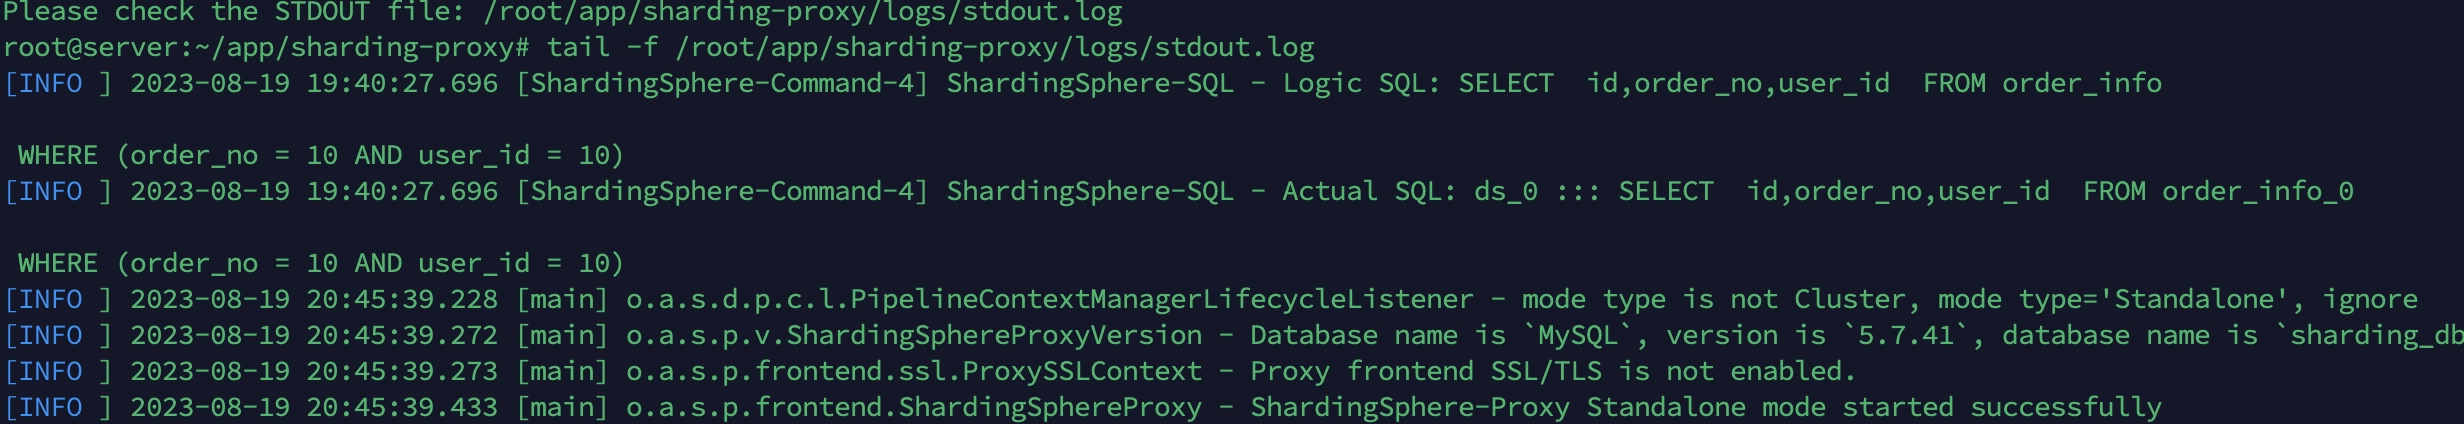 Please check the STDOUT file: /root/app/sharding-proxy/logs/stdout.log
root@server:~/app/sharding-proxy# tail -f /root/app/sharding-proxy/logs/stdout.log
[INFO ] 2023-08-19 19:40:27.696 [ShardingSphere-Command-4] ShardingSphere-SQL - Logic SQL: SELECT  id,order_no,user_id  FROM order_info
WHERE (order_no = 10 AND user_id = 10)
[INFO ] 2023-08-19 19:40:27.696 [ShardingSphere-Command-4] ShardingSphere-SQL - Actual SQL: ds_0 ::: SELECT  id,order_no,user_id  FROM order_info_0
WHERE (order_no = 10 AND user_id = 10)
[INFO ] 2023-08-19 20:45:39.228 [main] o.a.s.d.p.c.l.PipelineContextManagerLifecycleListener - mode type is not Cluster, mode type='Standalone', ignore
[INFO ] 2023-08-19 20:45:39.272 [main] o.a.s.p.v.ShardingSphereProxyVersion - Database name is `MySQL`, version is `5.7.41`, database name is `sharding_db
[INFO ] 2023-08-19 20:45:39.273 [main] o.a.s.p.frontend.ssl.ProxySSLContext - Proxy frontend SSL/TLS is not enabled.
[INFO ] 2023-08-19 20:45:39.433 [main] o.a.s.p.frontend.ShardingSphereProxy - ShardingSphere-Proxy Standalone mode started successfully